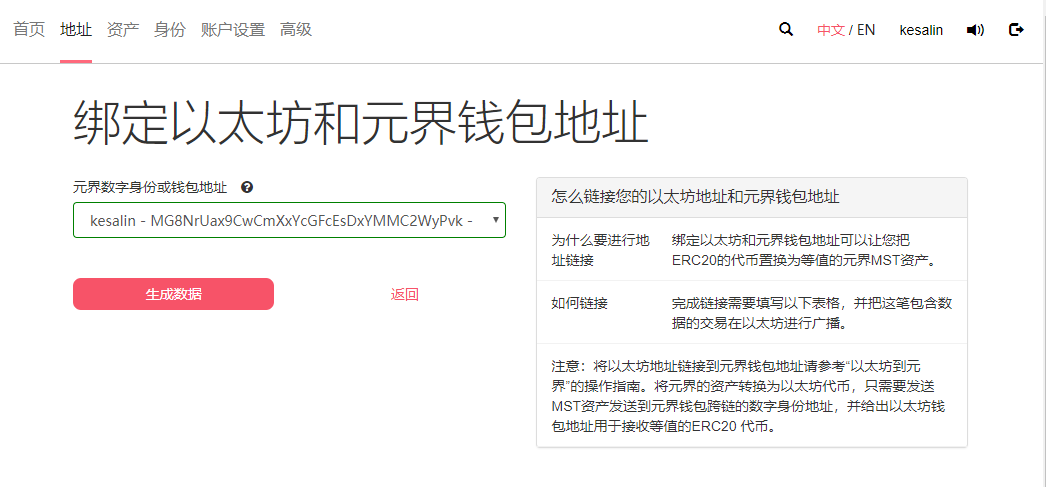 首页 地址 资产 身份 账户设置 高级 中文 / EN kesalin
绑定以太坊和元界钱包地址
元界数字身份或钱包地址
kesalin - MG8NrUax9CwCmXxYcGFcEsDxYMMC2WyPvk -
生成数据 返回
怎么链接您的以太坊地址和元界钱包地址
为什么要进行地 绑定以太坊和元界钱包地址可以让您把
址链接 ERC20的代币置换为等值的元界MST资产。
如何链接 完成链接需要填写以下表格，并把这笔包含数
据的交易在以太坊进行广播。
注意：将以太坊地址链接到元界钱包地址请参考“以太坊到元
界”的操作指南。将元界的资产转换为以太坊代币，只需要发送
MST资产发送到元界钱包跨链的数字身份地址，并给出以太坊钱
包地址用于接收等值的ERC20 代币。